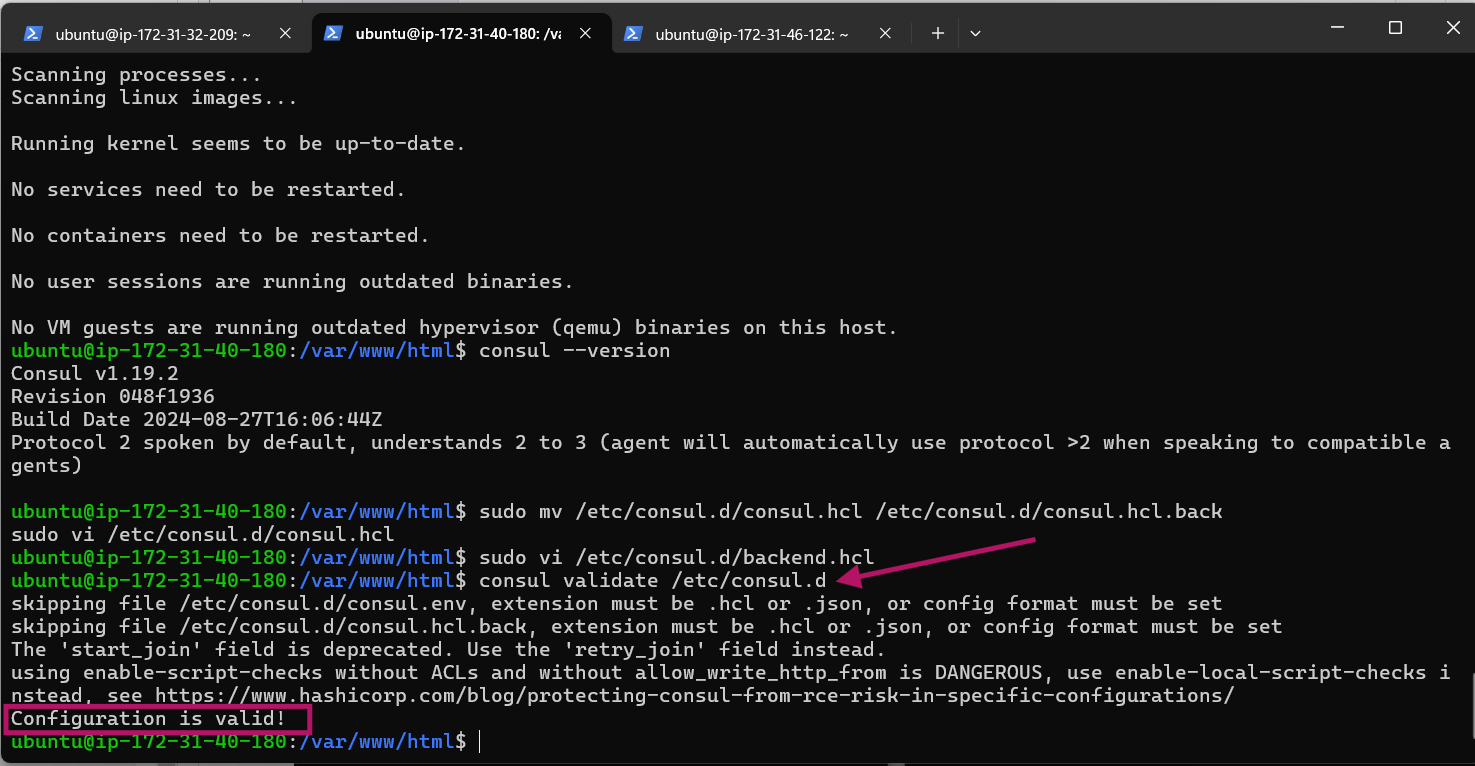 ubuntu@ip-172-31-32-209: ~
ubuntu@ip-172-31-40-180: /va
ubuntu@ip-172-31-46-122: ~
Scanning processes...
Scanning linux images...
Running kernel seems to be up-to-date.
No services need to be restarted.
No containers need to be restarted.
No user sessions are running outdated binaries.
No VM guests are running outdated hypervisor (qemu) binaries on this host.
ubuntu@ip-172-31-40-180:/var/www/html$ consul --version
Consul v1.19.2
Revision 048f1936
Build Date 2024-08-27T16:06:44Z
Protocol 2 spoken by default, understands 2 to 3 (agent will automatically use protocol >2 when speaking to compatible a
gents)
ubuntu@ip-172-31-40-180:/var/www/html$ sudo mv /etc/consul.d/consul.hcl /etc/consul.d/consul.hcl.back
sudo vi /etc/consul.d/consul.hcl
ubuntu@ip-172-31-40-180:/var/www/html$ sudo vi /etc/consul.d/backend.hcl
ubuntu@ip-172-31-40-180:/var/www/html$ consul validate /etc/consul.d
skipping file /etc/consul.d/consul.env, extension must be .hcl or .json, or config format must be set
skipping file /etc/consul.d/consul.hcl.back, extension must be .hcl or .json, or config format must be set
The 'start_join' field is deprecated. Use the 'retry_join' field instead.
using enable-script-checks without ACLs and without allow_write_http_from is DANGEROUS, use enable-local-script-checks i
nstead, see https://www.hashicorp.com/blog/protecting-consul-from-rce-risk-in-specific-configurations/
Configuration is valid!
ubuntu@ip-172-31-40-180:/var/www/html$